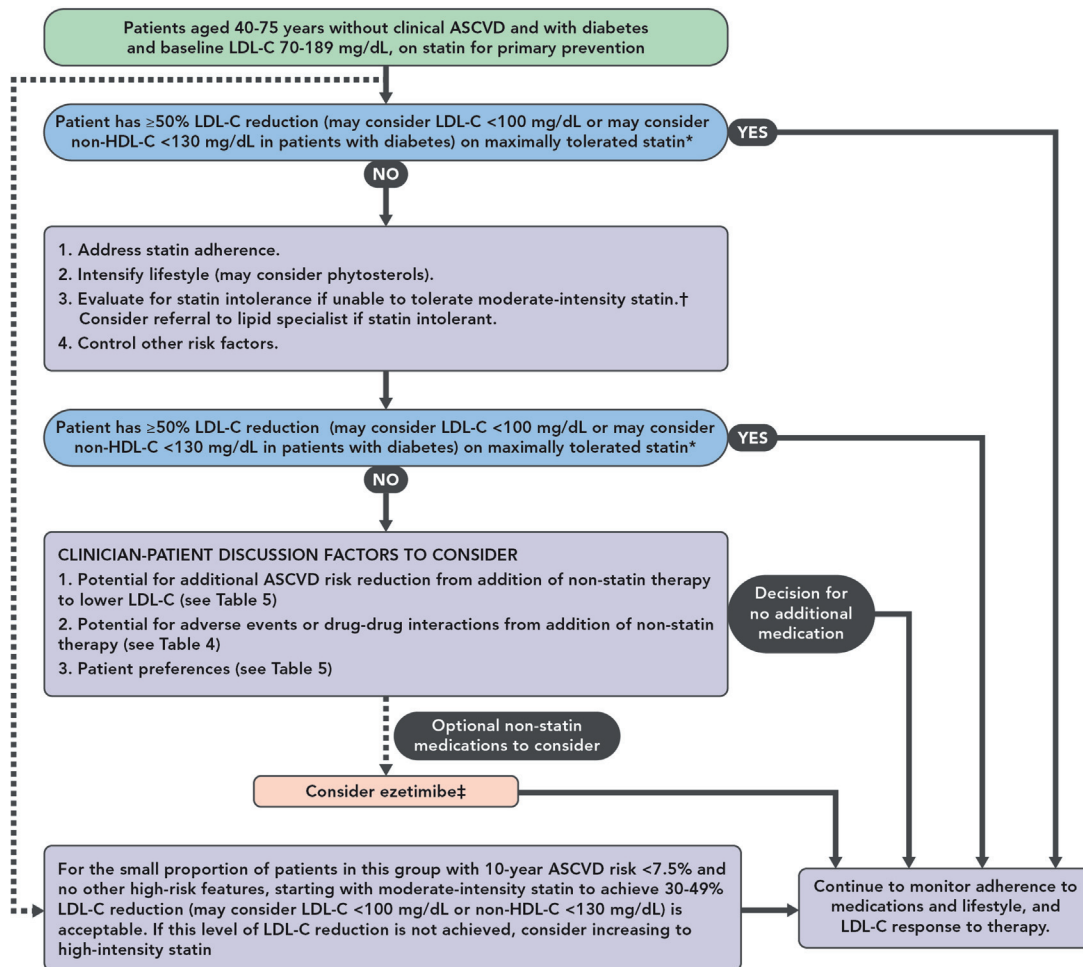 Patients aged 40-75 years without clinical ASCVD and with diabetes
and baseline LDL-C 70-189 mg/dL, on statin for primary prevention
Patient has ≥50% LDL-C reduction (may consider LDL-C <100 mg/dL or may consider
non-HDL-C <130 mg/dL in patients with diabetes) on maximally tolerated statin*
YES
NO
1. Address statin adherence.
2. Intensify lifestyle (may consider phytosterols).
3. Evaluate for statin intolerance if unable to tolerate moderate-intensity statin.†
Consider referral to lipid specialist if statin intolerant.
4. Control other risk factors.
Patient has ≥50% LDL-C reduction (may consider LDL-C <100 mg/dL or may consider
non-HDL-C <130 mg/dL in patients with diabetes) on maximally tolerated statin*
YES
NO
CLINICIAN-PATIENT DISCUSSION FACTORS TO CONSIDER
1. Potential for additional ASCVD risk reduction from addition of non-statin therapy
to lower LDL-C (see Table 5)
2. Potential for adverse events or drug-drug interactions from addition of non-statin
therapy (see Table 4)
3. Patient preferences (see Table 5)
Decision for
no additional
medication
Optional non-statin
medications to consider
Consider ezetimibe‡
For the small proportion of patients in this group with 10-year ASCVD risk <7.5% and
no other high-risk features, starting with moderate-intensity statin to achieve 30-49%
LDL-C reduction (may consider LDL-C <100 mg/dL or non-HDL-C <130 mg/dL) is
acceptable. If this level of LDL-C reduction is not achieved, consider increasing to
high-intensity statin
Continue to monitor adherence to
medications and lifestyle, and
LDL-C response to therapy.